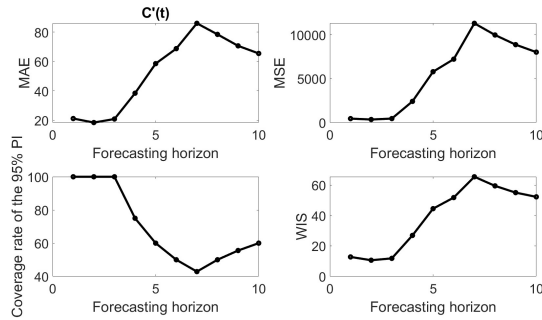 C'(t)
MAE
80
60
40
20
0 5 10
Forecasting horizon
MSE
10000
5000
0
0 5 10
Forecasting horizon
Coverage rate of the 95% PI
100
80
60
40
0 5 10
Forecasting horizon
WIS
60
40
20
0
0 5 10
Forecasting horizon